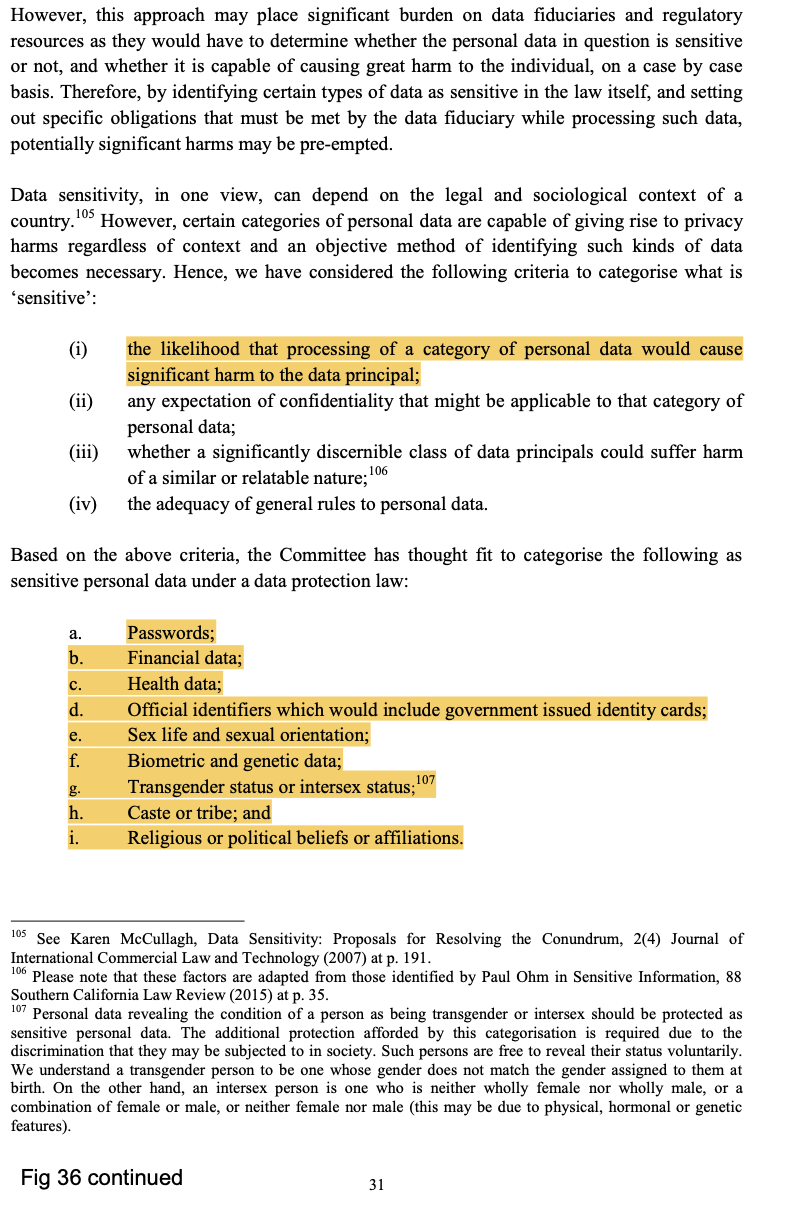 However, this approach may place significant burden on data fiduciaries and regulatory
resources as they would have to determine whether the personal data in question is sensitive
or not, and whether it is capable of causing great harm to the individual, on a case by case
basis. Therefore, by identifying certain types of data as sensitive in the law itself, and setting
out specific obligations that must be met by the data fiduciary while processing such data,
potentially significant harms may be pre-empted.
Data sensitivity, in one view, can depend on the legal and sociological context of a
country.105 However, certain categories of personal data are capable of giving rise to privacy
harms regardless of context and an objective method of identifying such kinds of data
becomes necessary. Hence, we have considered the following criteria to categorise what is
‘sensitive’:
(i) the likelihood that processing of a category of personal data would cause
significant harm to the data principal;
(ii) any expectation of confidentiality that might be applicable to that category of
personal data;
(iii) whether a significantly discernible class of data principals could suffer harm
of a similar or relatable nature;106
(iv) the adequacy of general rules to personal data.
Based on the above criteria, the Committee has thought fit to categorise the following as
sensitive personal data under a data protection law:
a. Passwords;
b. Financial data;
c. Health data;
d. Official identifiers which would include government issued identity cards;
e. Sex life and sexual orientation;
f. Biometric and genetic data;
g. Transgender status or intersex status;107
h. Caste or tribe; and
i. Religious or political beliefs or affiliations.
105 See Karen McCullagh, Data Sensitivity: Proposals for Resolving the Conundrum, 2(4) Journal of
International Commercial Law and Technology (2007) at p. 191.
106 Please note that these factors are adapted from those identified by Paul Ohm in Sensitive Information, 88
Southern California Law Review (2015) at p. 35.
107 Personal data revealing the condition of a person as being transgender or intersex should be protected as
sensitive personal data. The additional protection afforded by this categorisation is required due to the
discrimination that they may be subjected to in society. Such persons are free to reveal their status voluntarily.
We understand a transgender person to be one whose gender does not match the gender assigned to them at
birth. On the other hand, an intersex person is one who is neither wholly female nor wholly male, or a
combination of female or male, or neither female nor male (this may be due to physical, hormonal or genetic
features).
Fig 36 continued
31